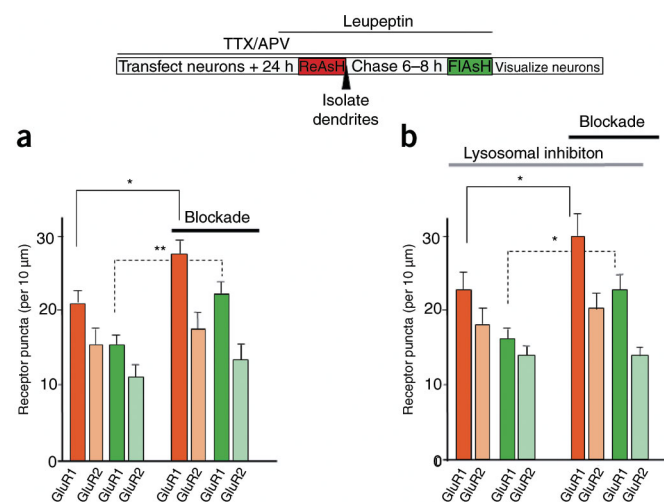 Leupeptin
TTX/APV
Transfect neurons + 24 h ReAsH Chase 6–8 h FlAsH Visualize neurons
Isolate
dendrites
a
*
Blockade
**
Receptor puncta (per 10 µm)
30
20
10
0
GluR1 GluR2 GluR1 GluR2 GluR1 GluR2 GluR1 GluR2
b
Blockade
Lysosomal inhibiton
*
*
Receptor puncta (per 10 µm)
30
20
10
0
GluR1 GluR2 GluR1 GluR2 GluR1 GluR2 GluR1 GluR2